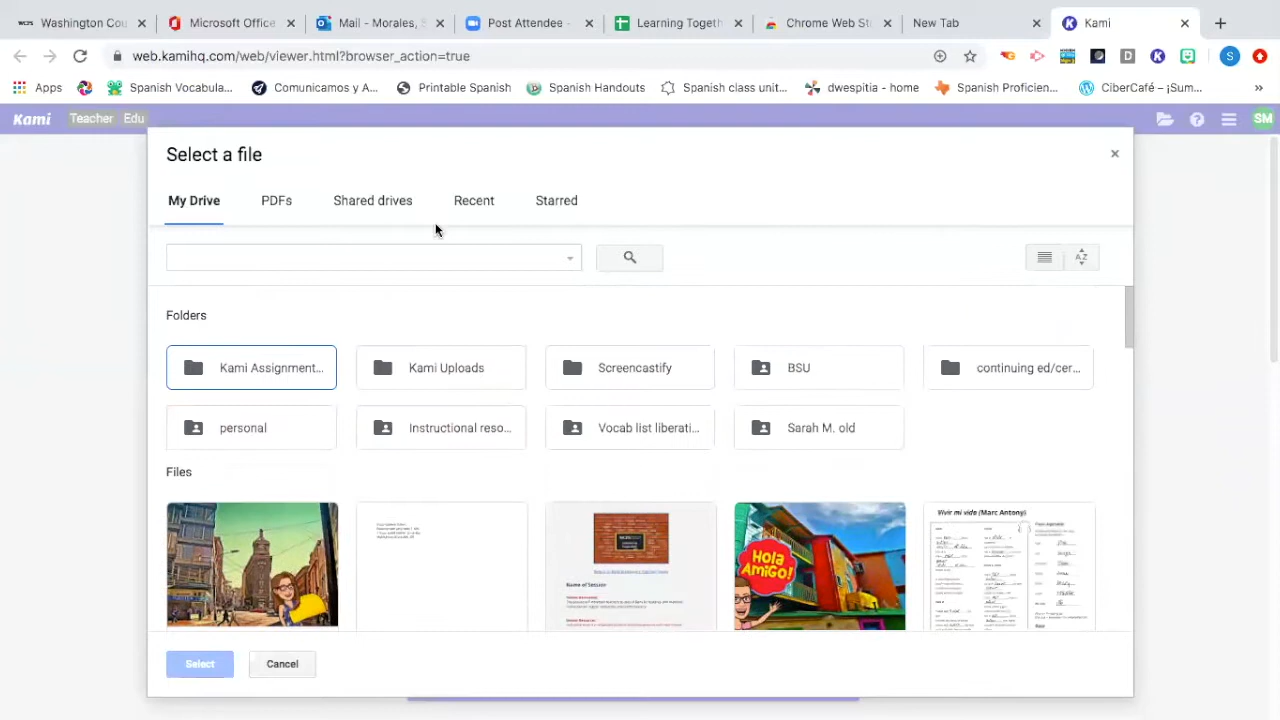 Washington Cou
Microsoft Office
Mail - Morales, S
Post Attendee -
Learning Togeth
Chrome Web St
New Tab
Kami
web.kamihq.com/web/viewer.html?browser_action=true
S
Apps
Spanish Vocabula...
Comunicamos y A...
Printable Spanish
Spanish Handouts
Spanish class unit...
dwespitia - home
Spanish Proficien...
CiberCafé – ¡Sum...
»
Kami
Teacher
Edu
SM
Select a file
×
My Drive
PDFs
Shared drives
Recent
Starred
AZ
Folders
Kami Assignment...
Kami Uploads
Screencastify
BSU
continuing ed/cer...
personal
Instructional reso...
Vocab list liberati...
Sarah M. old
Files
Name of Session
HOLA AMIGO!
Vivir mi vida (Marc Antony)
Select
Cancel